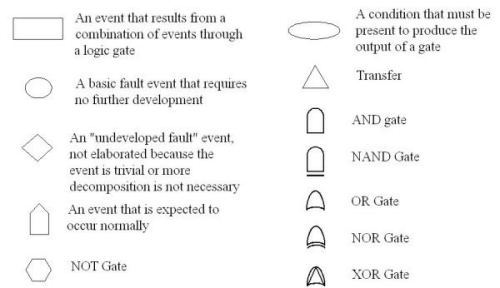 An event that results from a
combination of events through
a logic gate
A basic fault event that requires
no further development
An "undeveloped fault" event,
not elaborated because the
event is trivial or more
decomposition is not necessary
An event that is expected to
occur normally
NOT Gate
A condition that must be
present to produce the
output of a gate
Transfer
AND gate
NAND Gate
OR Gate
NOR Gate
XOR Gate